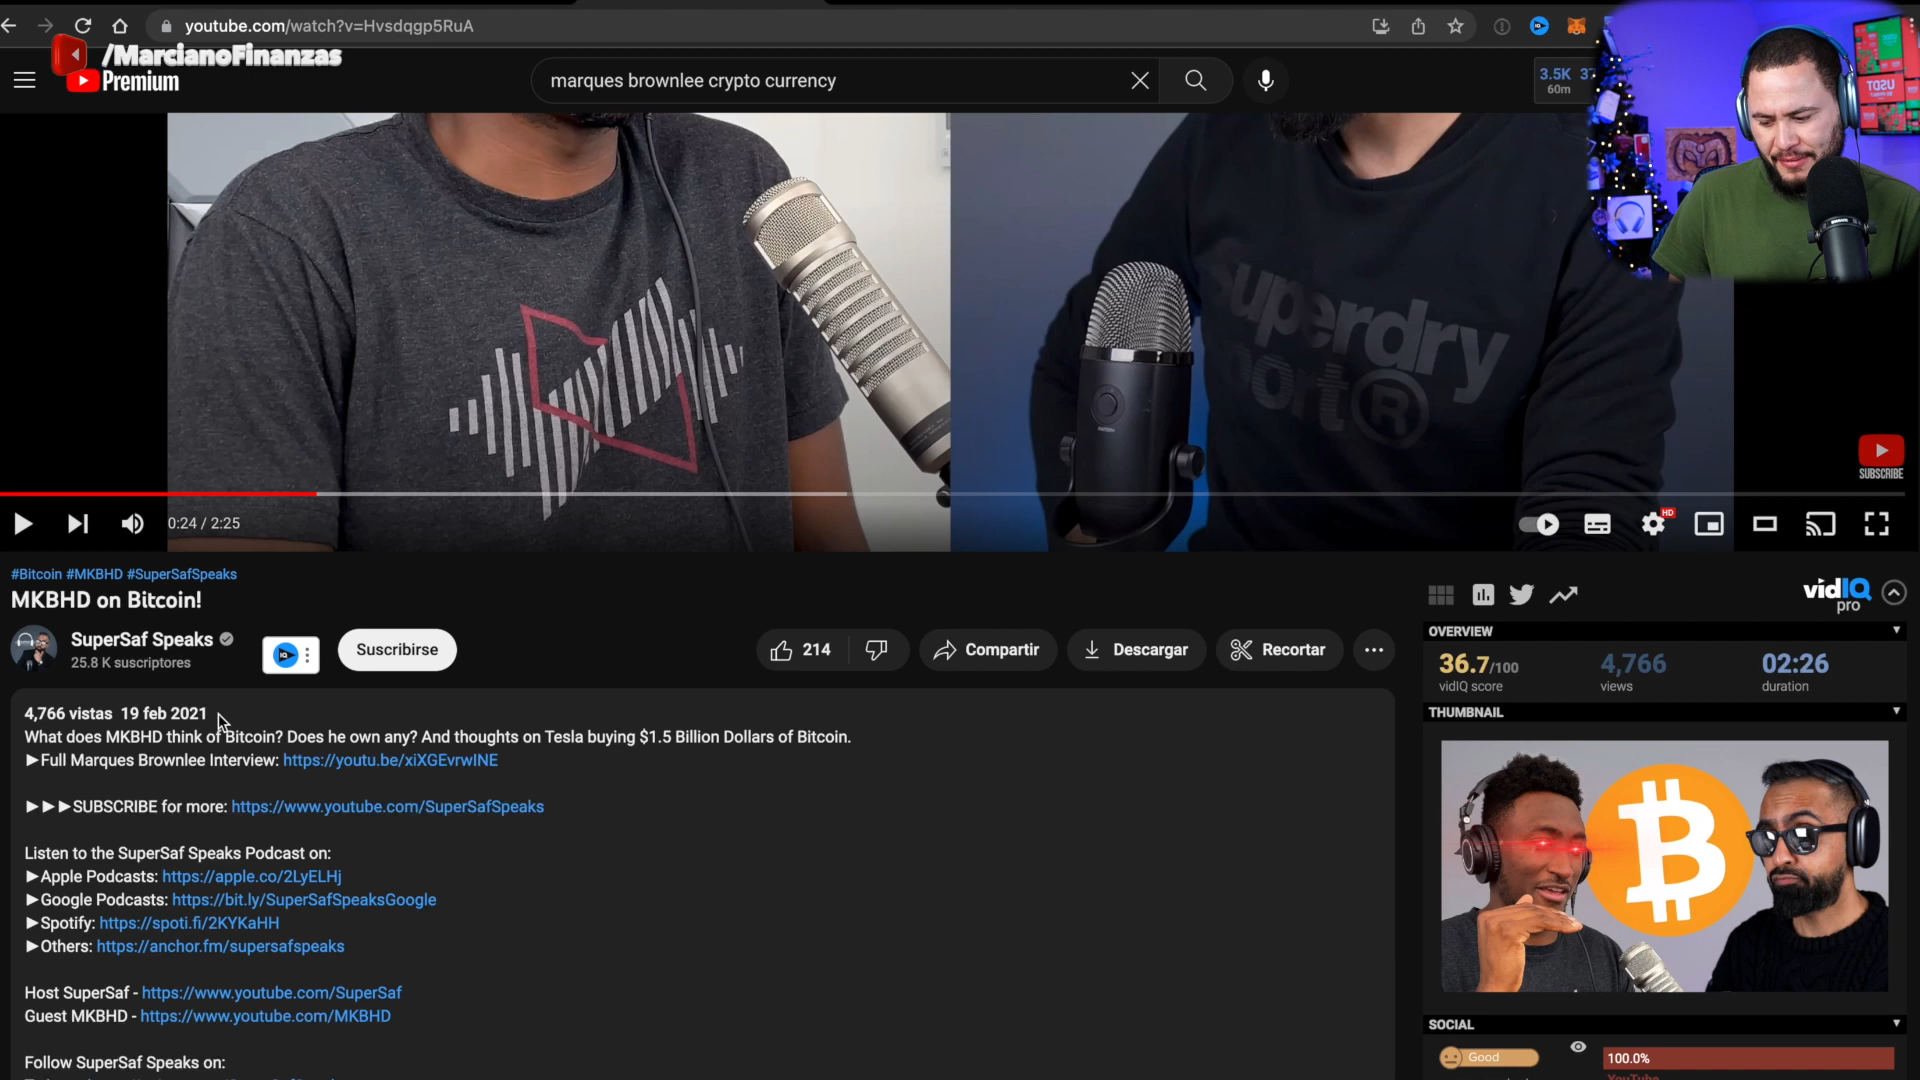 youtube.com/watch?v=Hvsdqgp5RuA
/MarcianoFinanzas
Premium
marques brownlee crypto currency
3.5K
60m
USDT
superdry
port®
SUBSCRIBE
0:24 / 2:25
HD
#Bitcoin #MKBHD #SuperSafSpeaks
MKBHD on Bitcoin!
SuperSaf Speaks
25.8 K suscriptores
Suscribirse
214
Compartir
Descargar
Recortar
4,766 vistas 19 feb 2021
What does MKBHD think of Bitcoin? Does he own any? And thoughts on Tesla buying $1.5 Billion Dollars of Bitcoin.
►Full Marques Brownlee Interview: https://youtu.be/xiXGEvrwINE
►►►SUBSCRIBE for more: https://www.youtube.com/SuperSafSpeaks
Listen to the SuperSaf Speaks Podcast on:
►Apple Podcasts: https://apple.co/2LyELHj
►Google Podcasts: https://bit.ly/SuperSafSpeaksGoogle
►Spotify: https://spoti.fi/2KYKaHH
►Others: https://anchor.fm/supersafspeaks
Host SuperSaf - https://www.youtube.com/SuperSaf
Guest MKBHD - https://www.youtube.com/MKBHD
Follow SuperSaf Speaks on:
vidIQ
pro
OVERVIEW
36.7/100
vidIQ score
4,766
views
02:26
duration
THUMBNAIL
SOCIAL
Good
100.0%
YouTube